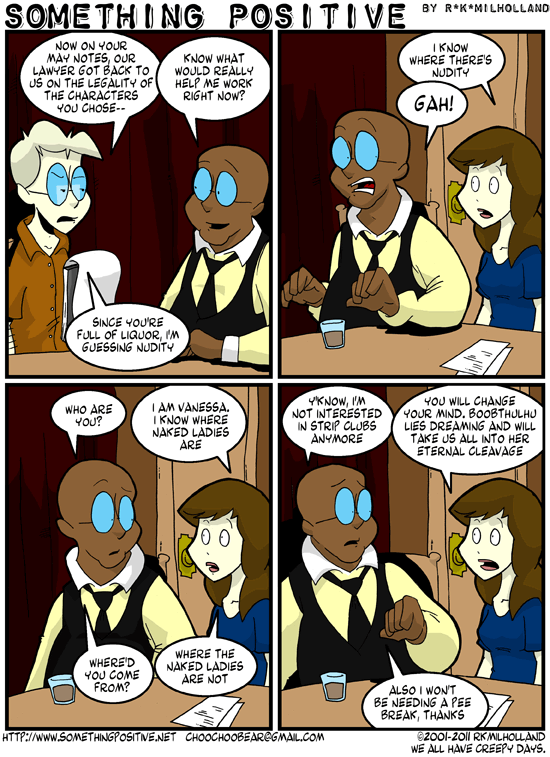 SOMETHING POSITIVE BY R*K*MILHOLLAND
NOW ON YOUR
MAY NOTES, OUR
LAWYER GOT BACK TO
US ON THE LEGALITY OF
THE CHARACTERS
YOU CHOSE--
KNOW WHAT
WOULD REALLY
HELP ME WORK
RIGHT NOW?
SINCE YOU'RE
FULL OF LIQUOR, I'M
GUESSING NUDITY
I KNOW
WHERE THERE'S
NUDITY
GAH!
WHO ARE
YOU?
I AM VANESSA.
I KNOW WHERE
NAKED LADIES
ARE
WHERE'D
YOU COME
FROM?
WHERE THE
NAKED LADIES
ARE NOT
Y'KNOW, I'M
NOT INTERESTED
IN STRIP CLUBS
ANYMORE
YOU WILL CHANGE
YOUR MIND. BOOBTHULHU
LIES DREAMING AND WILL
TAKE US ALL INTO HER
ETERNAL CLEAVAGE
ALSO I WON'T
BE NEEDING A PEE
BREAK, THANKS
HTTP://WWW.SOMETHINGPOSITIVE.NET CHOOCHOOBEAR@GMAIL.COM
©2001-2011 RKMILHOLLAND
WE ALL HAVE CREEPY DAYS.